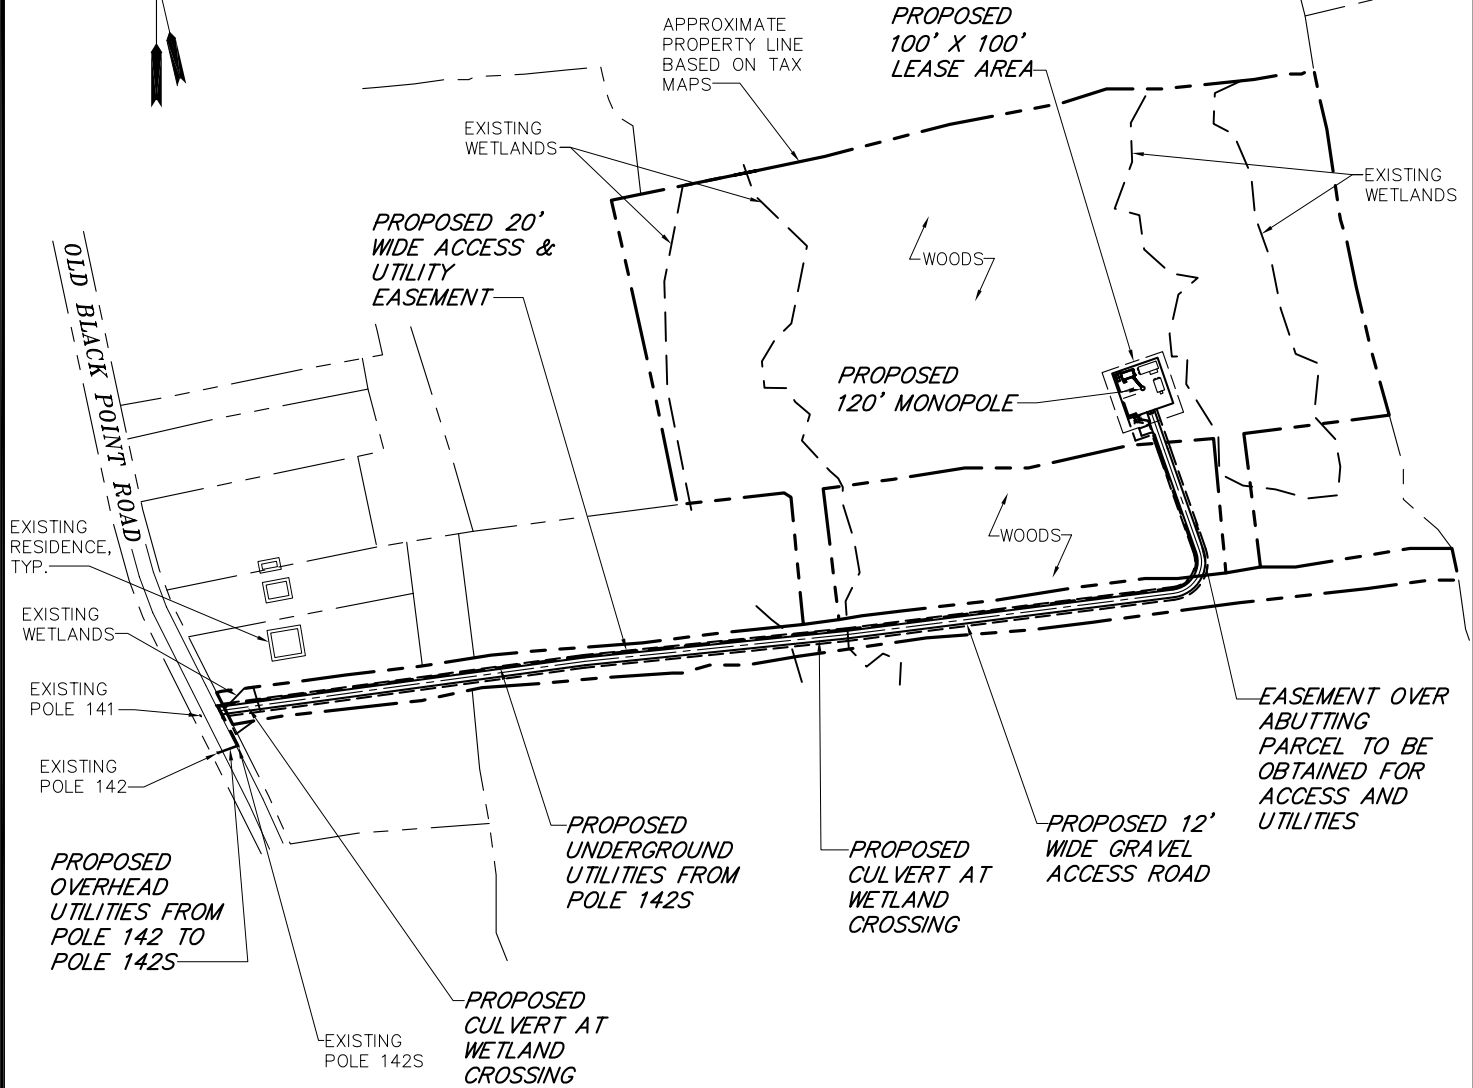 PROPOSED
100' X 100'
LEASE AREA
APPROXIMATE
PROPERTY LINE
BASED ON TAX
MAPS
EXISTING
WETLANDS
EXISTING
WETLANDS
PROPOSED 20'
WIDE ACCESS &
UTILITY
EASEMENT
WOODS
OLD BLACK POINT ROAD
PROPOSED
120' MONOPOLE
EXISTING
RESIDENCE,
TYP.
WOODS
EXISTING
WETLANDS
EXISTING
POLE 141
EXISTING
POLE 142
EASEMENT OVER
ABUTTING
PARCEL TO BE
OBTAINED FOR
ACCESS AND
UTILITIES
PROPOSED
OVERHEAD
UTILITIES FROM
POLE 142 TO
POLE 142S
PROPOSED
UNDERGROUND
UTILITIES FROM
POLE 142S
PROPOSED
CULVERT AT
WETLAND
CROSSING
PROPOSED 12'
WIDE GRAVEL
ACCESS ROAD
EXISTING
POLE 142S
PROPOSED
CULVERT AT
WETLAND
CROSSING